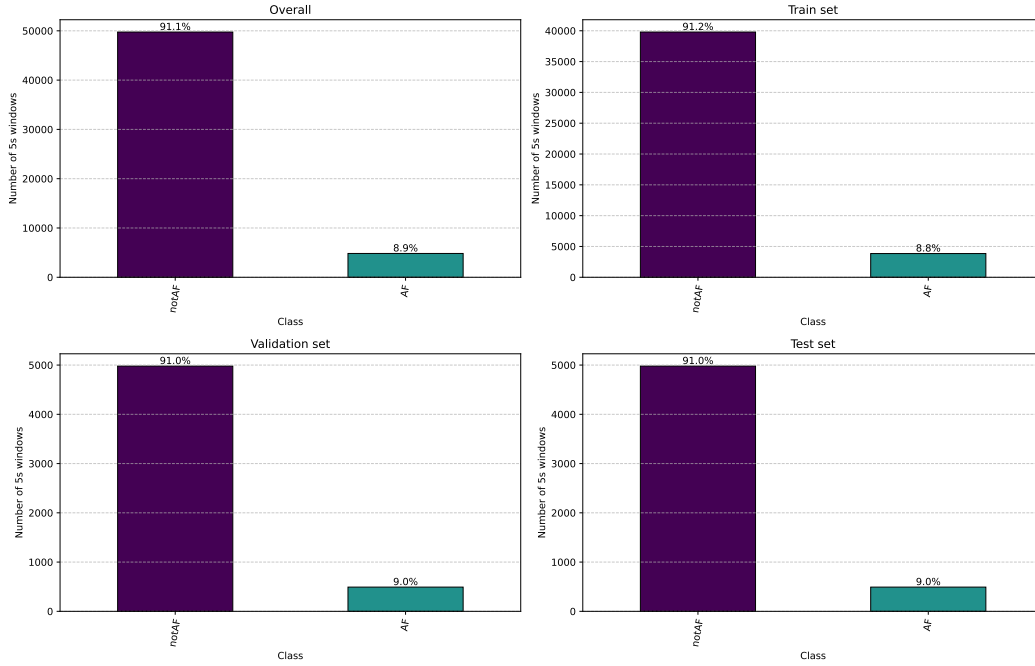 Overall
91.1%
8.9%
50000
40000
30000
20000
10000
0
Number of 5s windows
notAF
AF
Class
Train set
91.2%
8.8%
40000
35000
30000
25000
20000
15000
10000
5000
0
Number of 5s windows
notAF
AF
Class
Validation set
91.0%
9.0%
5000
4000
3000
2000
1000
0
Number of 5s windows
notAF
AF
Class
Test set
91.0%
9.0%
5000
4000
3000
2000
1000
0
Number of 5s windows
notAF
AF
Class